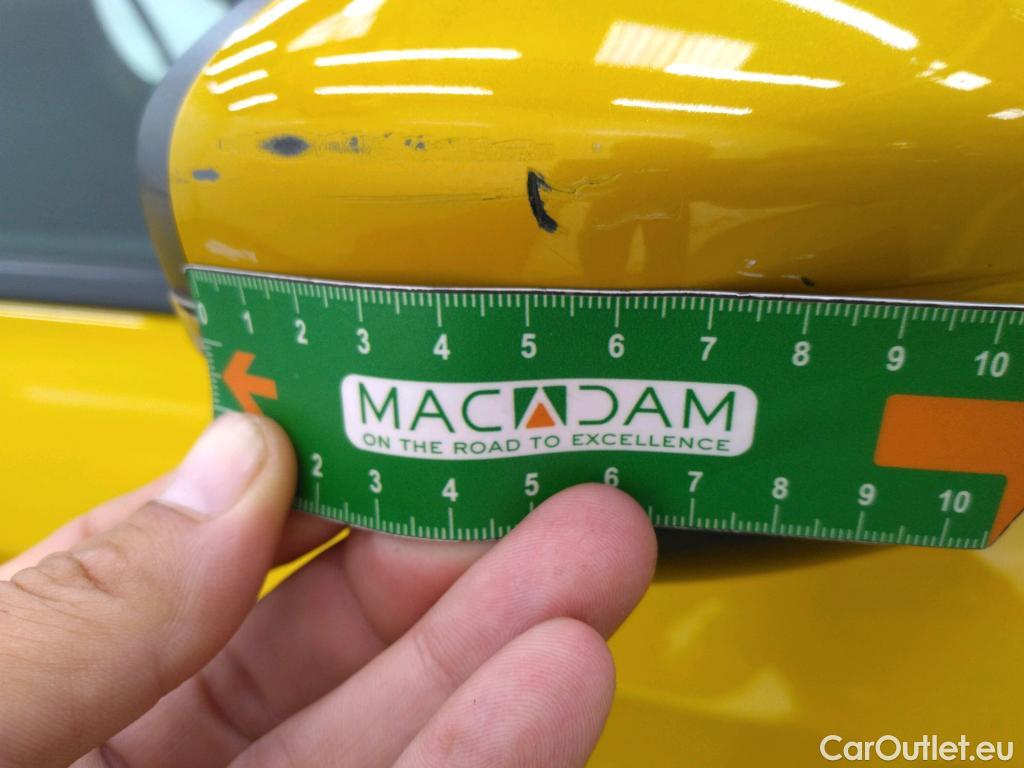 0 1 2 3 4 5 6 7 8 9 10
MACADAM
ON THE ROAD TO EXCELLENCE
2 3 4 5 6 7 8 9 10
CarOutlet.eu